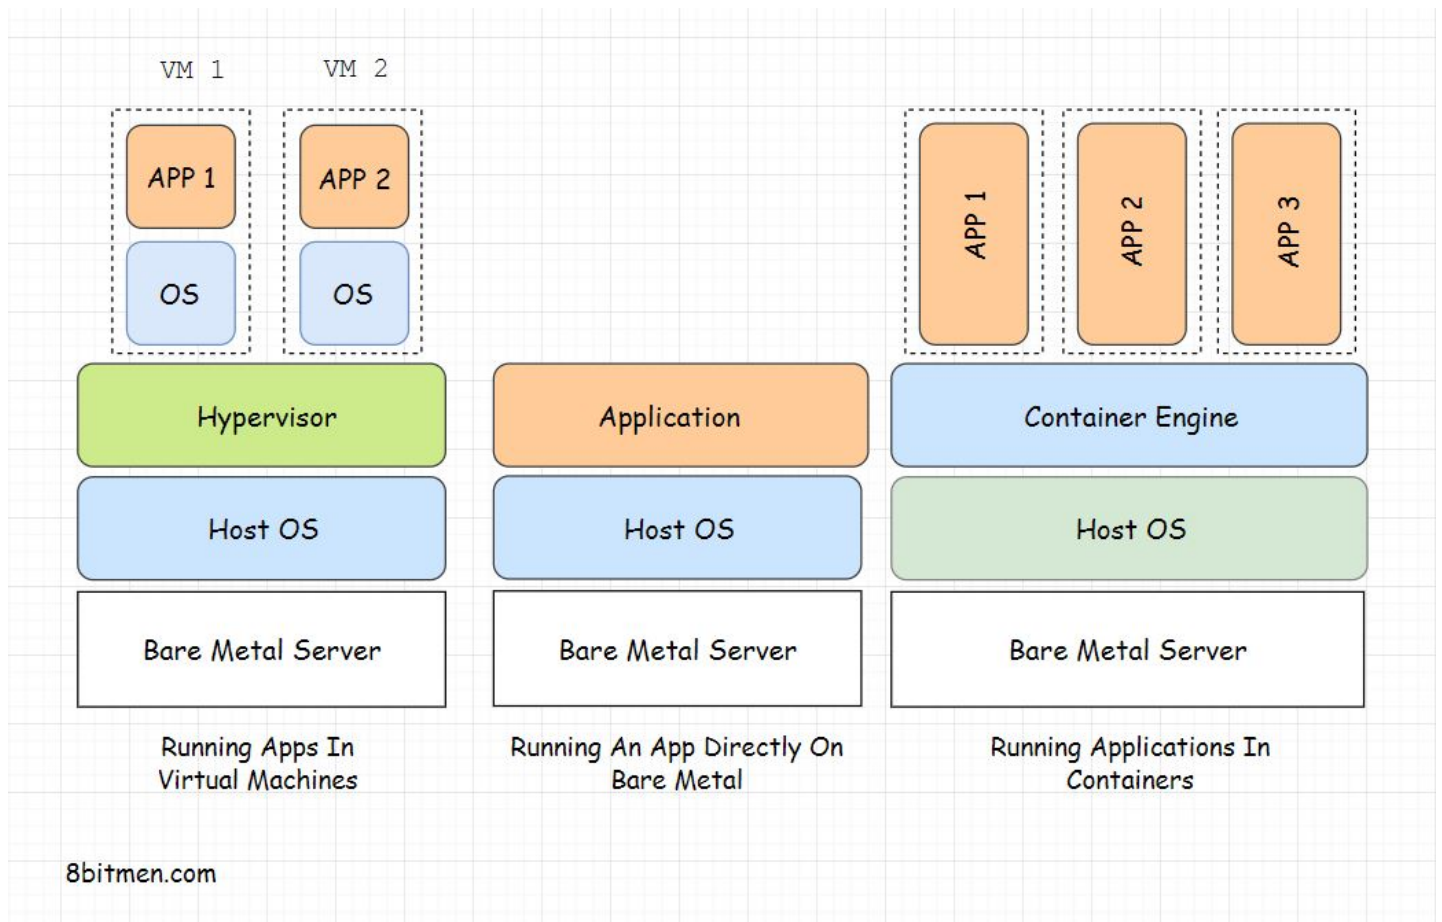 VM 1
VM 2
APP 1
APP 2
OS
OS
Hypervisor
Host OS
Bare Metal Server
Running Apps In
Virtual Machines
Application
Host OS
Bare Metal Server
Running An App Directly On
Bare Metal
APP 1
APP 2
APP 3
Container Engine
Host OS
Bare Metal Server
Running Applications In
Containers
8bitmen.com